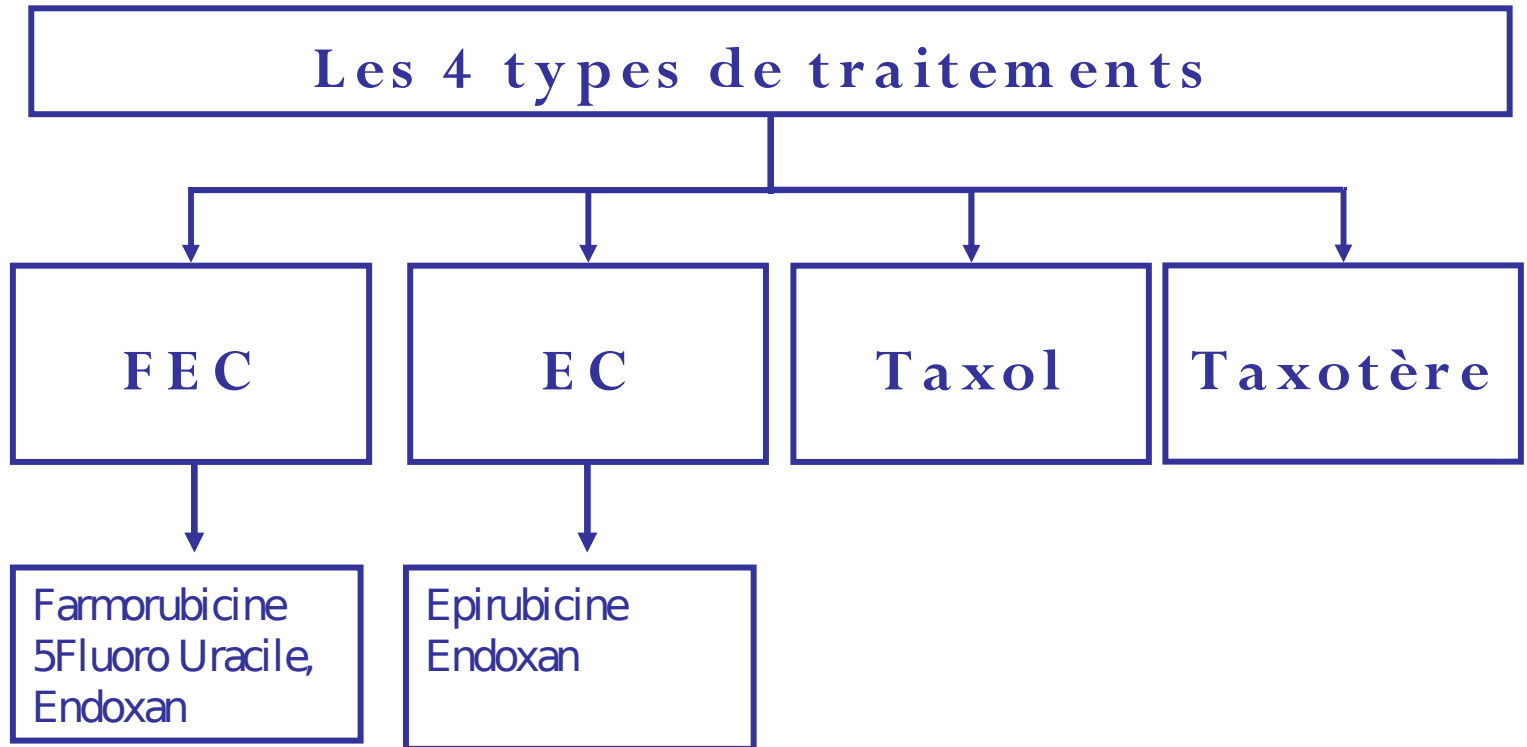 Les 4 types de traitements
FEC
EC
Taxol
Taxotère
Farmorubicine
5Fluoro Uracile,
Endoxan
Epirubicine
Endoxan